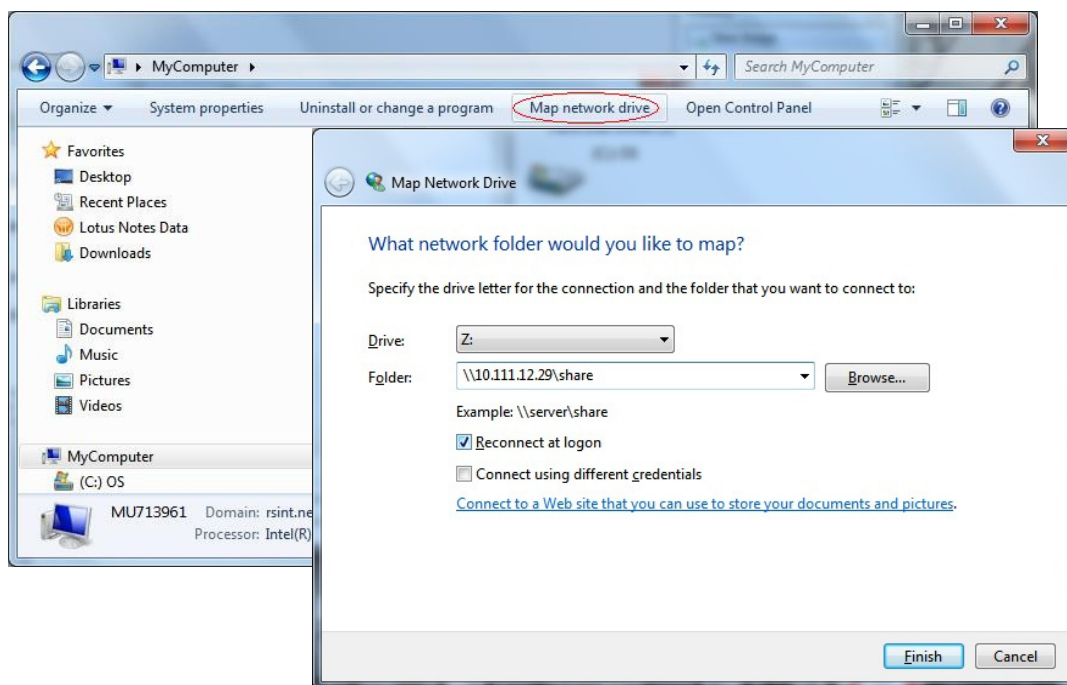 MyComputer
Search MyComputer
Organize System properties Uninstall or change a program Map network drive Open Control Panel
Favorites
Desktop
Recent Places
Lotus Notes Data
Downloads
Libraries
Documents
Music
Pictures
Videos
MyComputer
(C:) OS
MU713961 Domain: rsint.ne
Processor: Intel(R)
Map Network Drive
What network folder would you like to map?
Specify the drive letter for the connection and the folder that you want to connect to:
Drive: Z:
Folder: \\10.111.12.29\share Browse...
Example: \\server\share
Reconnect at logon
Connect using different credentials
Connect to a Web site that you can use to store your documents and pictures.
Finish Cancel